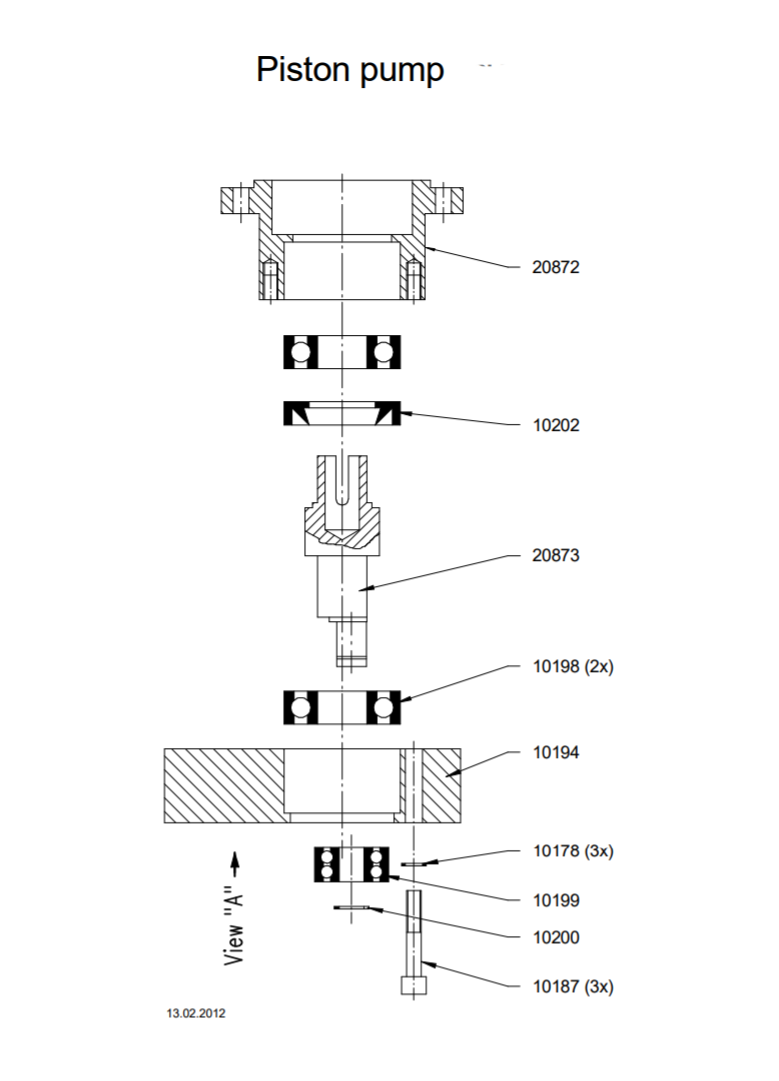 Piston pump
20872
10202
20873
10198 (2x)
10194
10178 (3x)
10199
10200
10187 (3x)
View "A"
13.02.2012